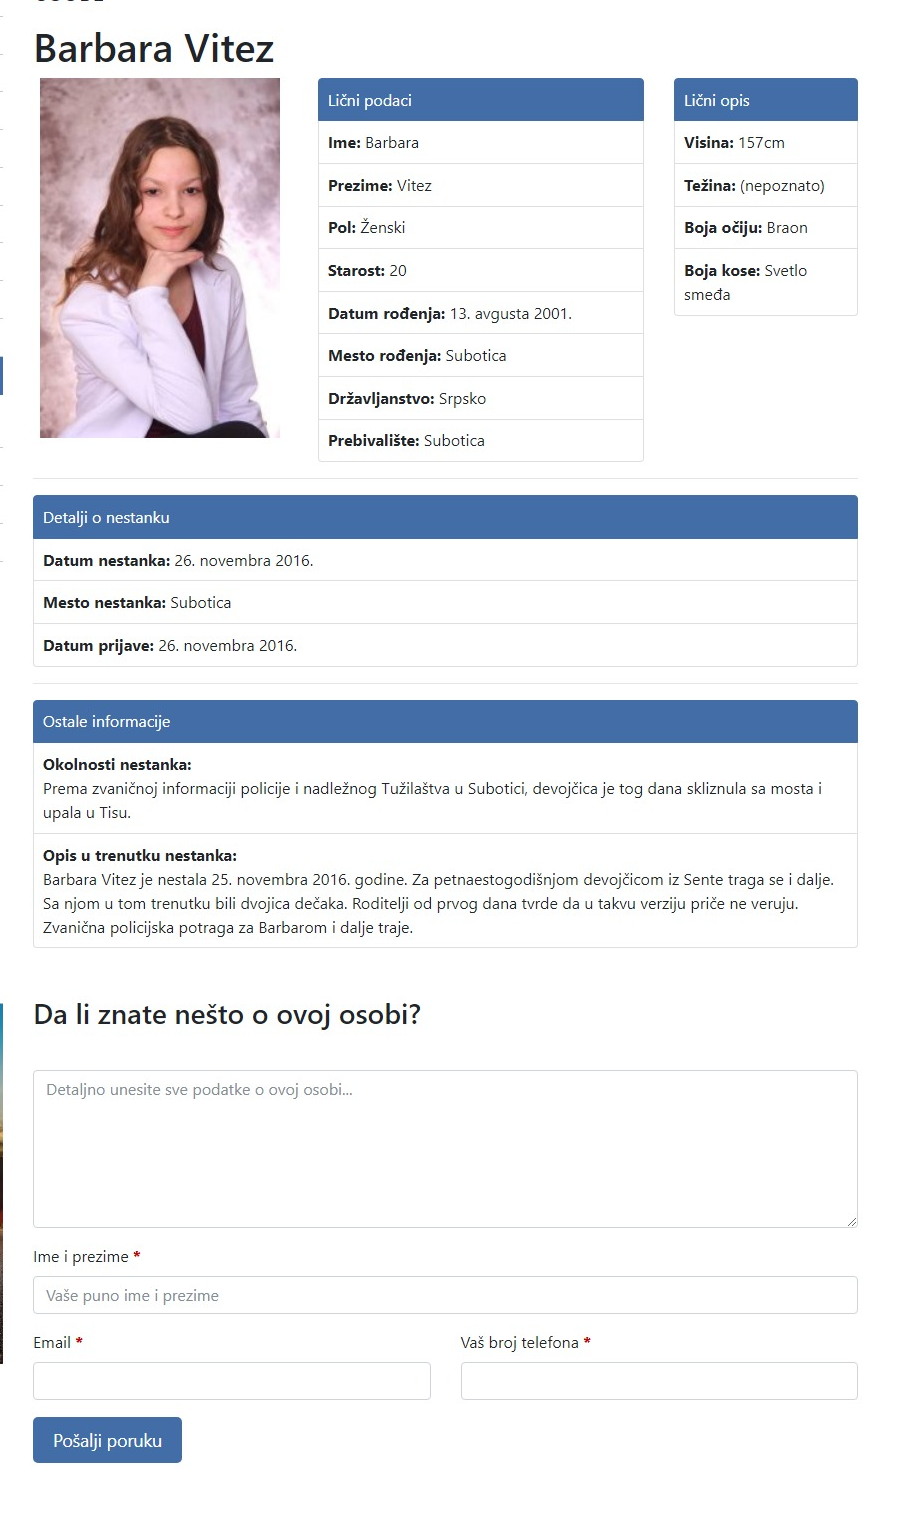 Barbara Vitez
Lični podaci
Ime: Barbara
Prezime: Vitez
Pol: Ženski
Starost: 20
Datum rođenja: 13. avgusta 2001.
Mesto rođenja: Subotica
Državljanstvo: Srpsko
Prebivalište: Subotica
Lični opis
Visina: 157cm
Težina: (nepoznato)
Boja očiju: Braon
Boja kose: Svetlo
smeđa
Detalji o nestanku
Datum nestanka: 26. novembra 2016.
Mesto nestanka: Subotica
Datum prijave: 26. novembra 2016.
Ostale informacije
Okolnosti nestanka:
Prema zvaničnoj informaciji policije i nadležnog Tužilaštva u Subotici, devojčica je tog dana skliznula sa mosta i
upala u Tisu.
Opis u trenutku nestanka:
Barbara Vitez je nestala 25. novembra 2016. godine. Za petnaestogodišnjom devojčicom iz Sente traga se i dalje.
Sa njom u tom trenutku bili dvojica dečaka. Roditelji od prvog dana tvrde da u takvu verziju priče ne veruju.
Zvanična policijska potraga za Barbarom i dalje traje.
Da li znate nešto o ovoj osobi?
Detaljno unesite sve podatke o ovoj osobi...
Ime i prezime *
Vaše puno ime i prezime
Email *
Vaš broj telefona *
Pošalji poruku